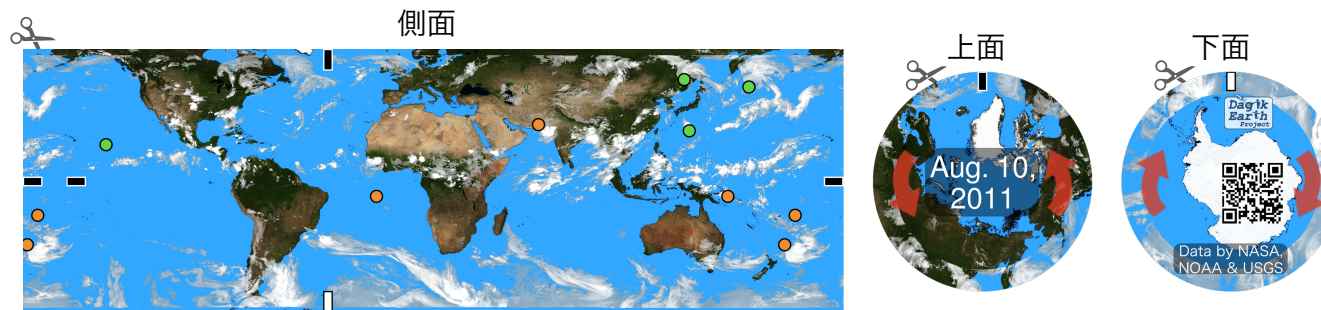 側面
上面
下面
Aug. 10,
2011
Dagik
Earth
Project
Data by NASA,
NOAA & USGS